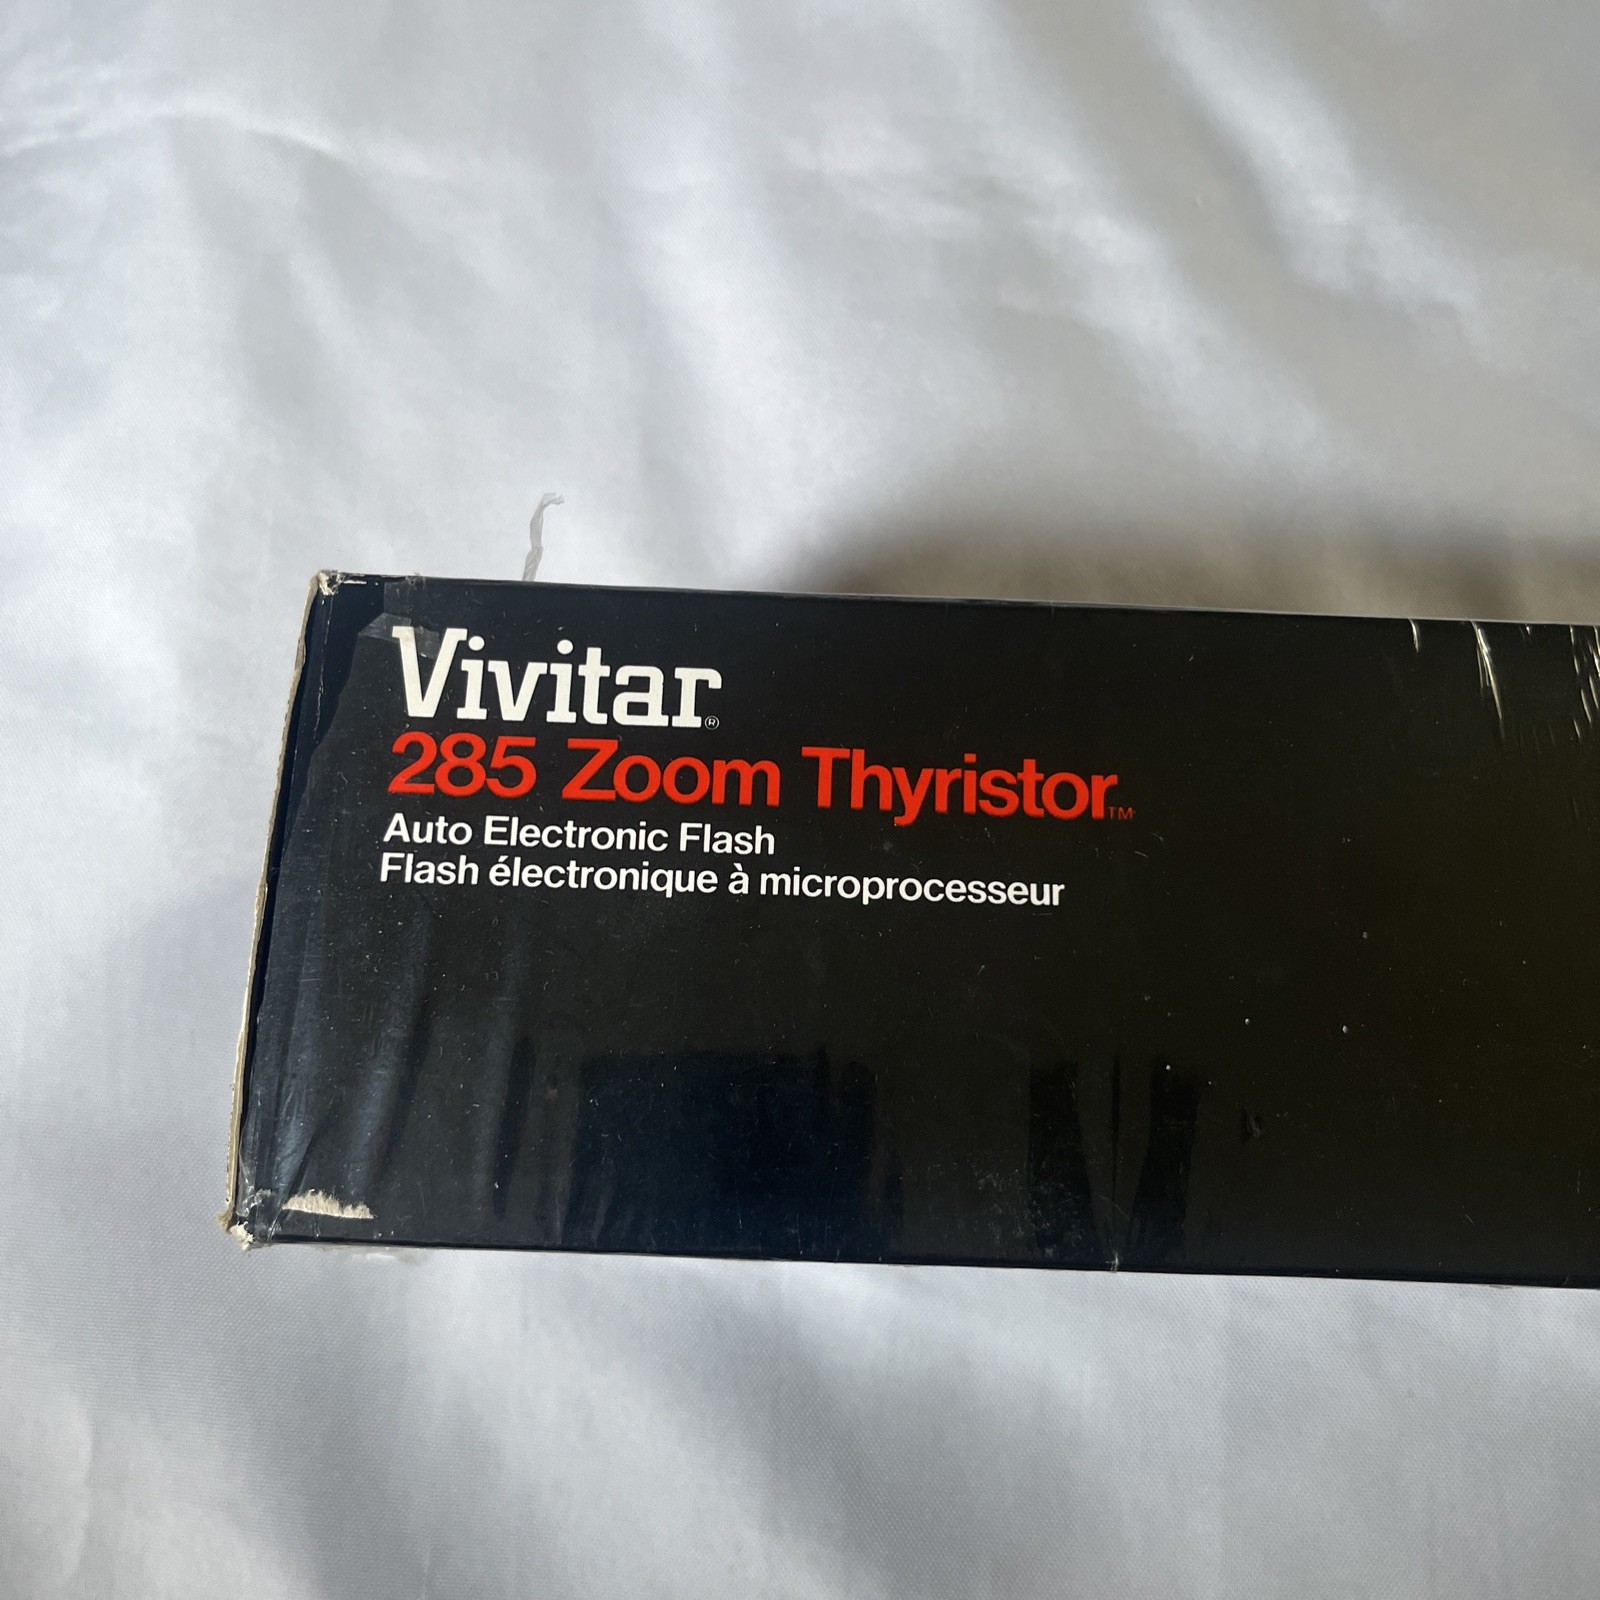 Vivitar®
285 Zoom Thyristor™
Auto Electronic Flash
Flash électronique à microprocesseur